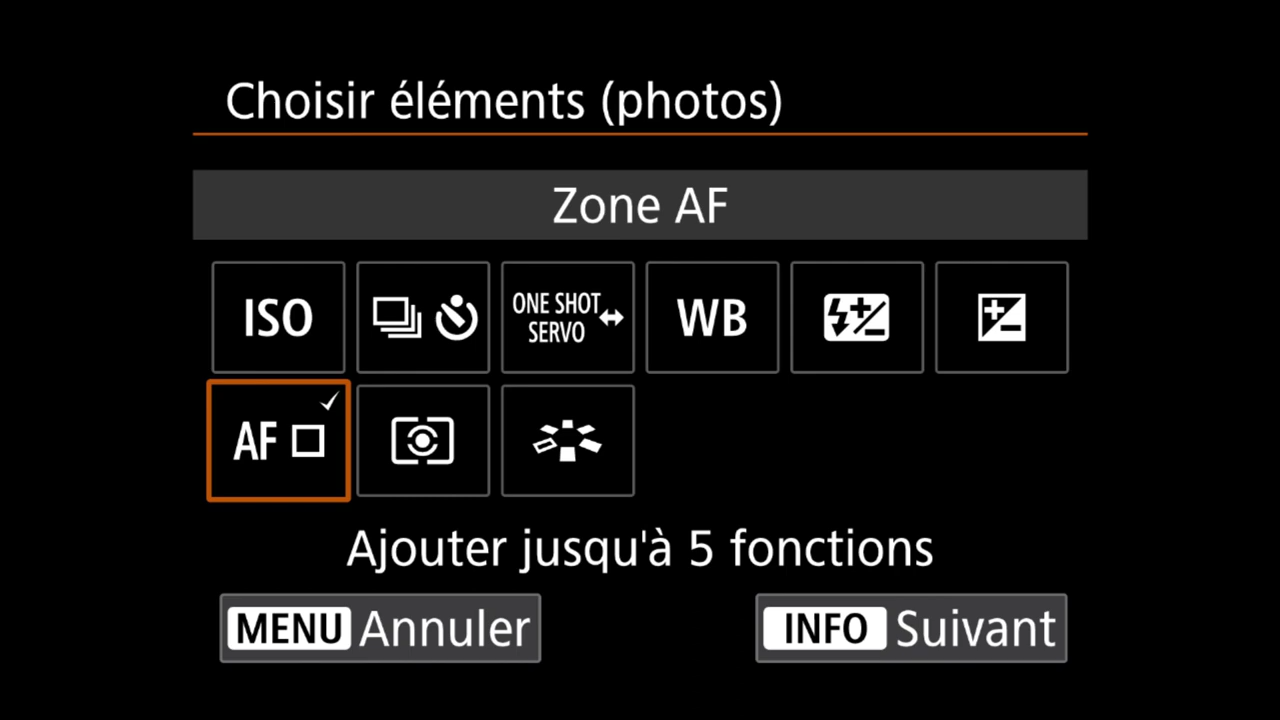 Choisir éléments (photos)
Zone AF
ISO
ONE SHOT
SERVO
WB
AF
Ajouter jusqu'à 5 fonctions
MENU Annuler
INFO Suivant